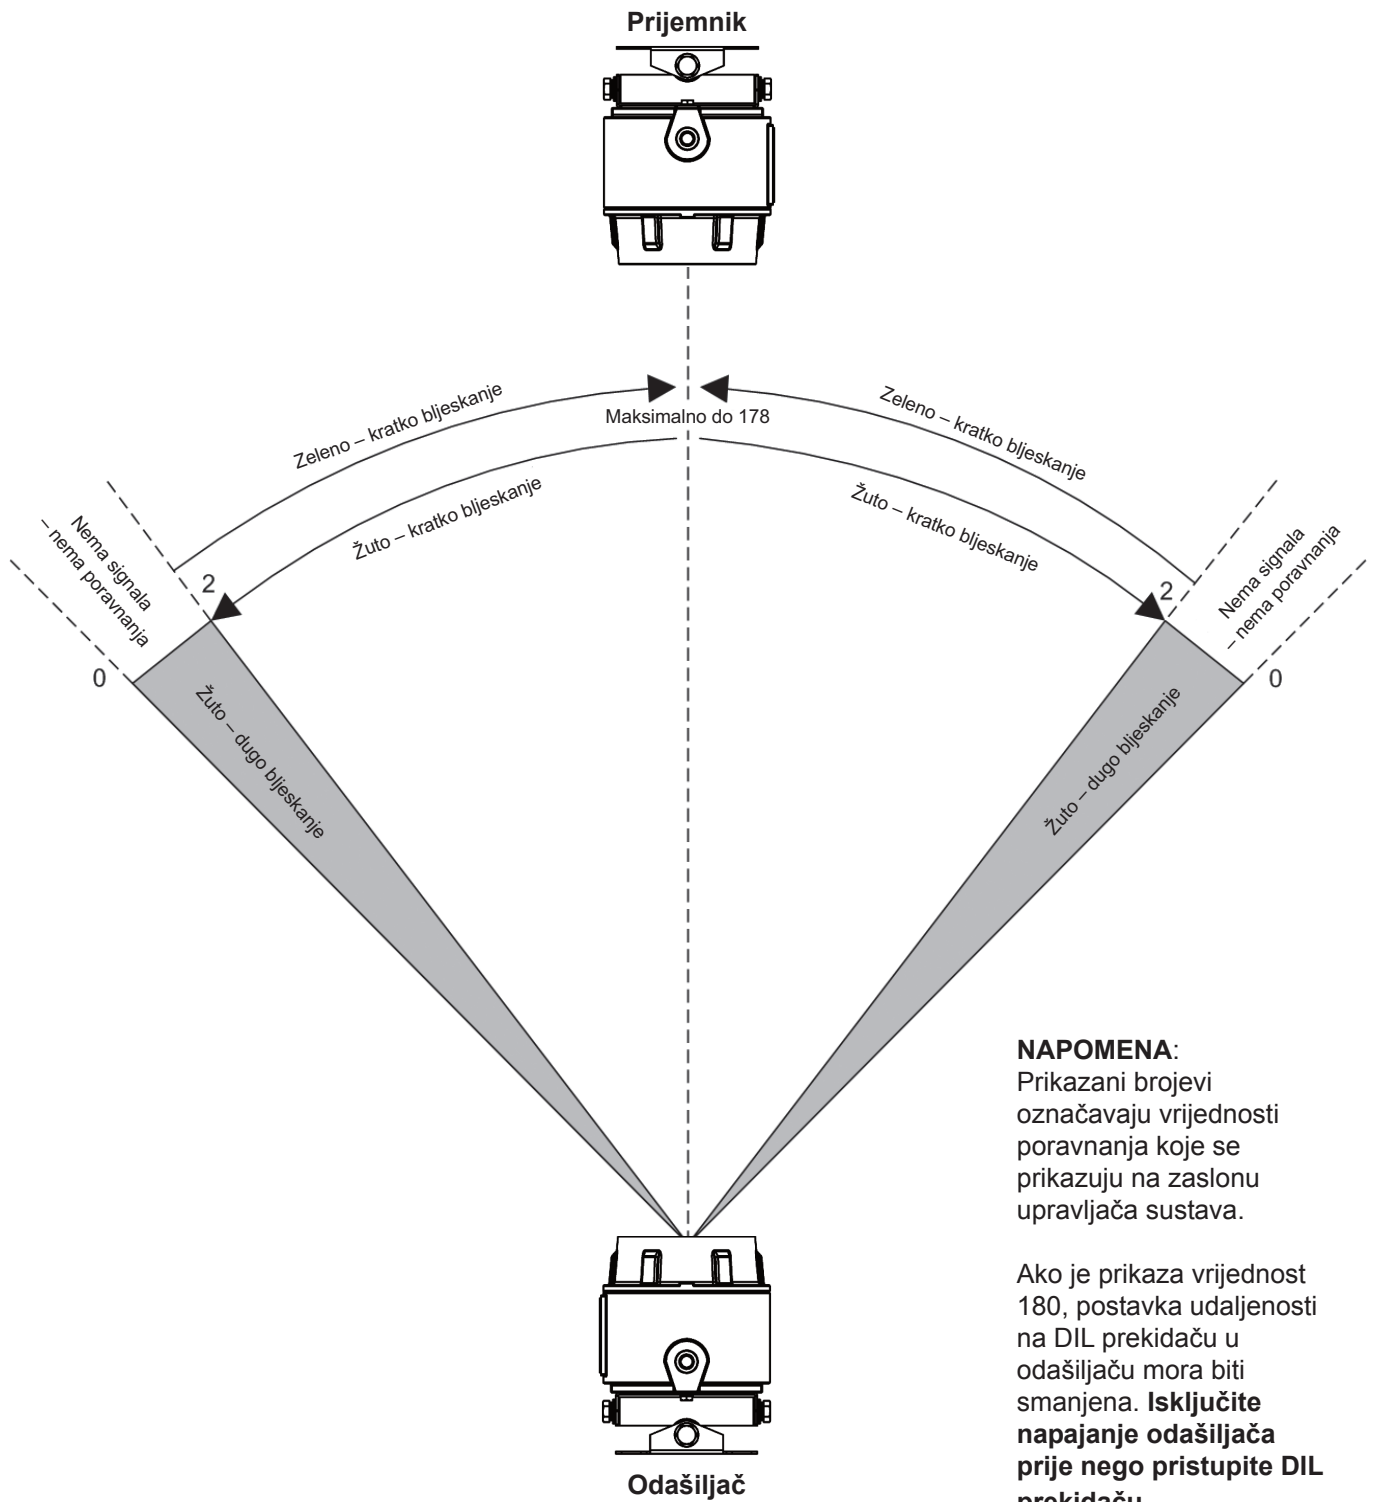 Prijemnik
Zeleno – kratko bljeskanje
Zeleno – kratko bljeskanje
Maksimalno do 178
Žuto – kratko bljeskanje
Žuto – kratko bljeskanje
Nema signala
– nema poravnanja
2
2
Nema signala
– nema poravnanja
0
0
Žuto – dugo bljeskanje
Žuto – dugo bljeskanje
NAPOMENA:
Prikazani brojevi
označavaju vrijednosti
poravnanja koje se
prikazuju na zaslonu
upravljača sustava.
Ako je prikaza vrijednost
180, postavka udaljenosti
na DIL prekidaču u
odašiljaču mora biti
smanjena. Isključite
napajanje odašiljača
prije nego pristupite DIL
prekidaču
Odašiljač